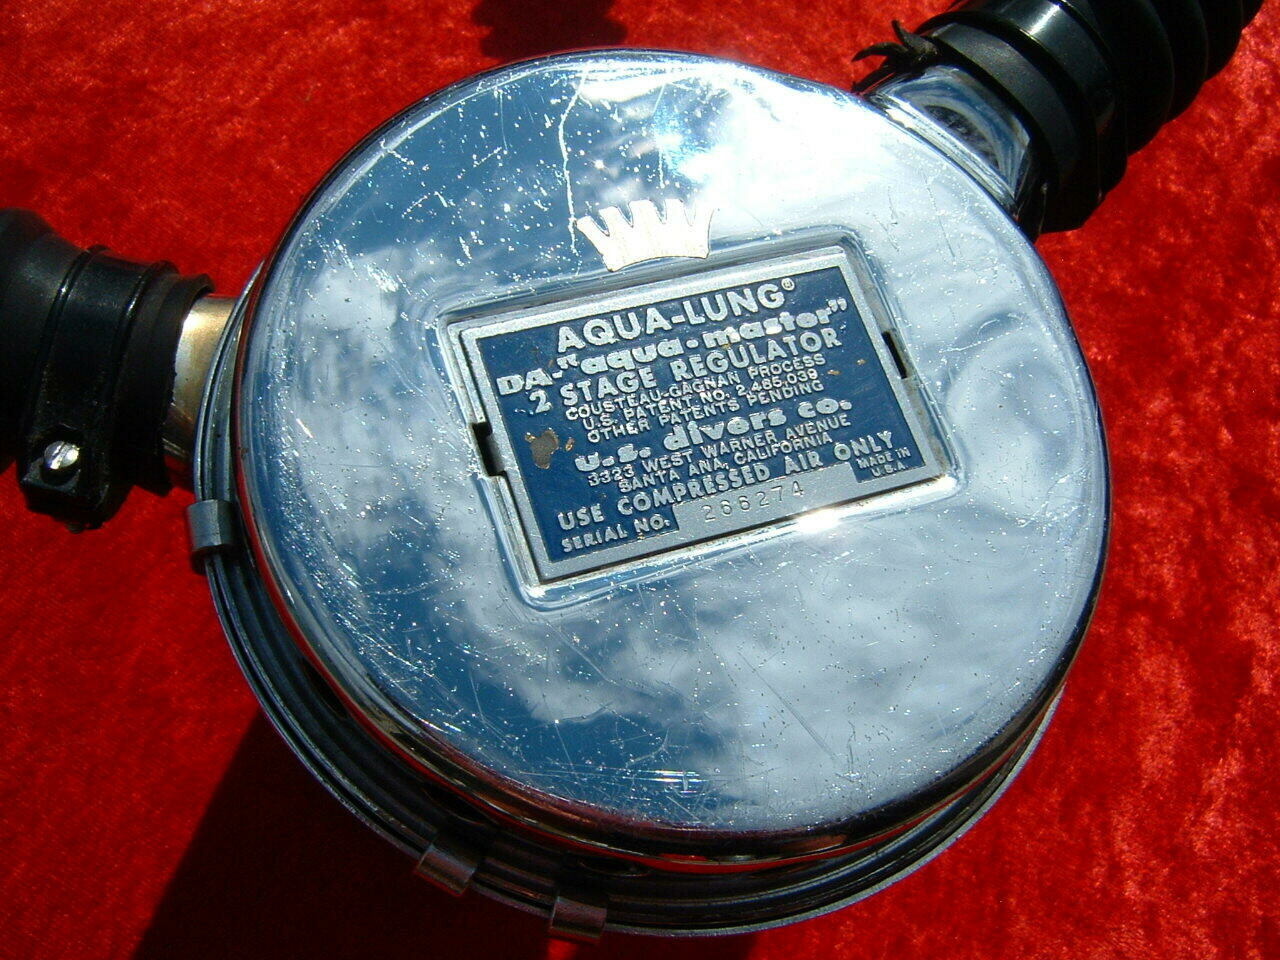 AQUA-LUNG®
DA-"aqua·master"
2 STAGE REGULATOR
COUSTEAU-GAGNAN PROCESS
U.S. PATENT NO. 2,485,039
OTHER PATENTS PENDING
u.s. divers co.
3323 WEST WARNER AVENUE
SANTA ANA, CALIFORNIA
USE COMPRESSED AIR ONLY
SERIAL NO: 266274
MADE IN
U.S.A.